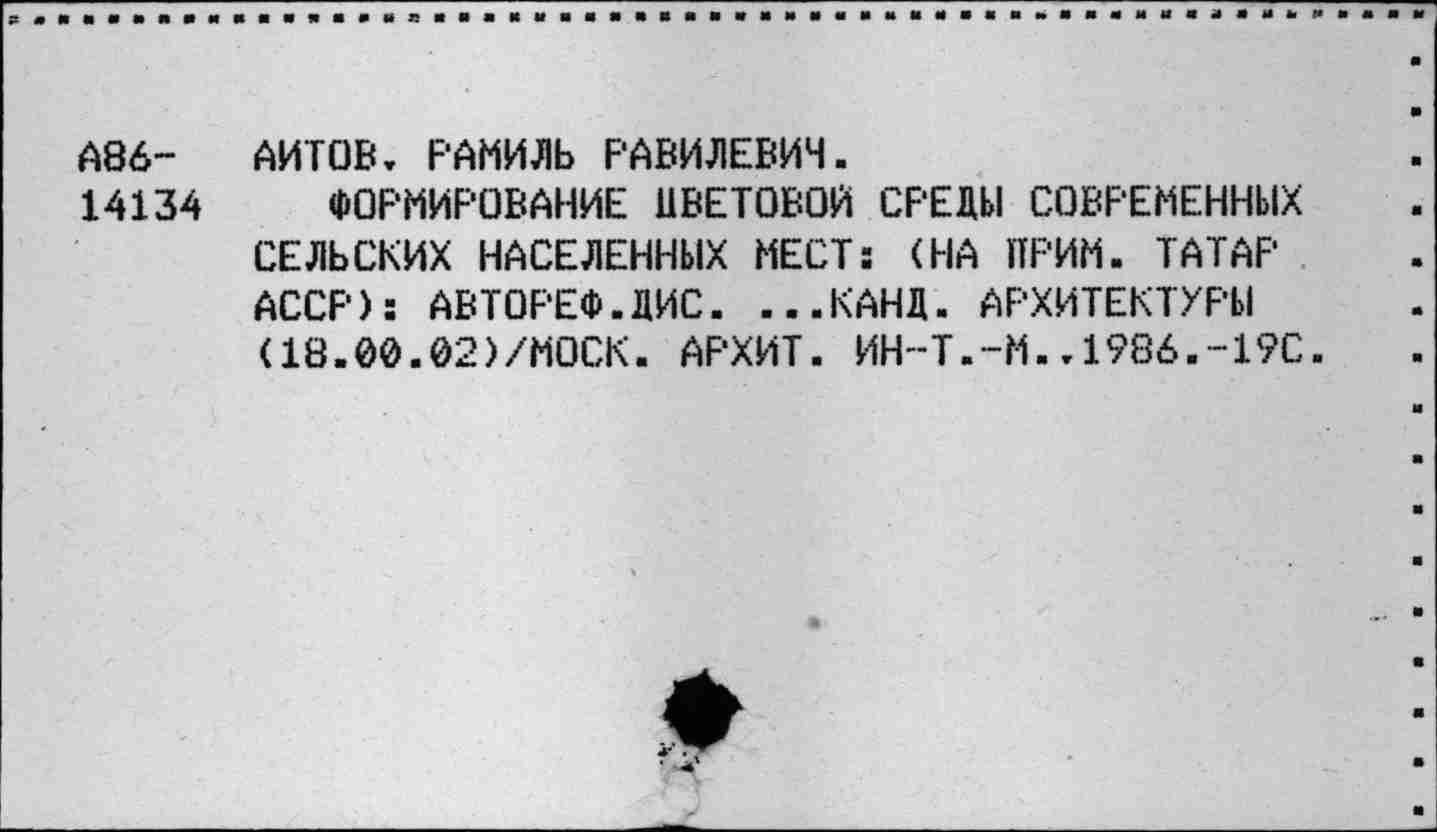 А86- АИТОВ, РАМИЛЬ РАВИЛЕВИЧ.
14134 ФОРМИРОВАНИЕ ЦВЕТОВОЙ СРЕДЫ СОВРЕМЕННЫХ
СЕЛЬСКИХ НАСЕЛЕННЫХ МЕСТ: (НА ПРИМ. ТАТАР
АССР): АВТОРЕФ.ДИС. ...КАНД. АРХИТЕКТУРЫ
(18.00.02)/МОСК. АРХИТ. ИН-Т.-М.,1986.-19С.